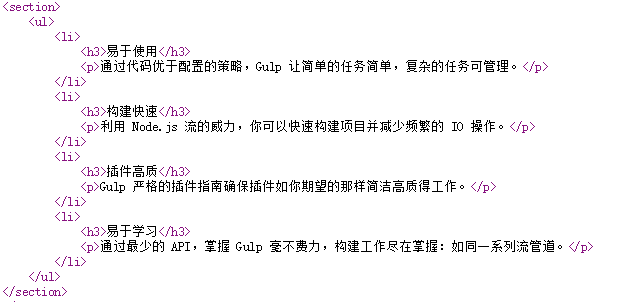 <section>
<ul>
<li>
<h3>易于使用</h3>
<p>通过代码优于配置的策略，Gulp 让简单的任务简单，复杂的任务可管理。</p>
</li>
<li>
<h3>构建快速</h3>
<p>利用 Node.js 流的威力，你可以快速构建项目并减少频繁的 IO 操作。</p>
</li>
<li>
<h3>插件高质</h3>
<p>Gulp 严格的插件指南确保插件如你期望的那样简洁高质得工作。</p>
</li>
<li>
<h3>易于学习</h3>
<p>通过最少的 API，掌握 Gulp 毫不费力，构建工作尽在掌握：如同一系列流管道。</p>
</li>
</ul>
</section>